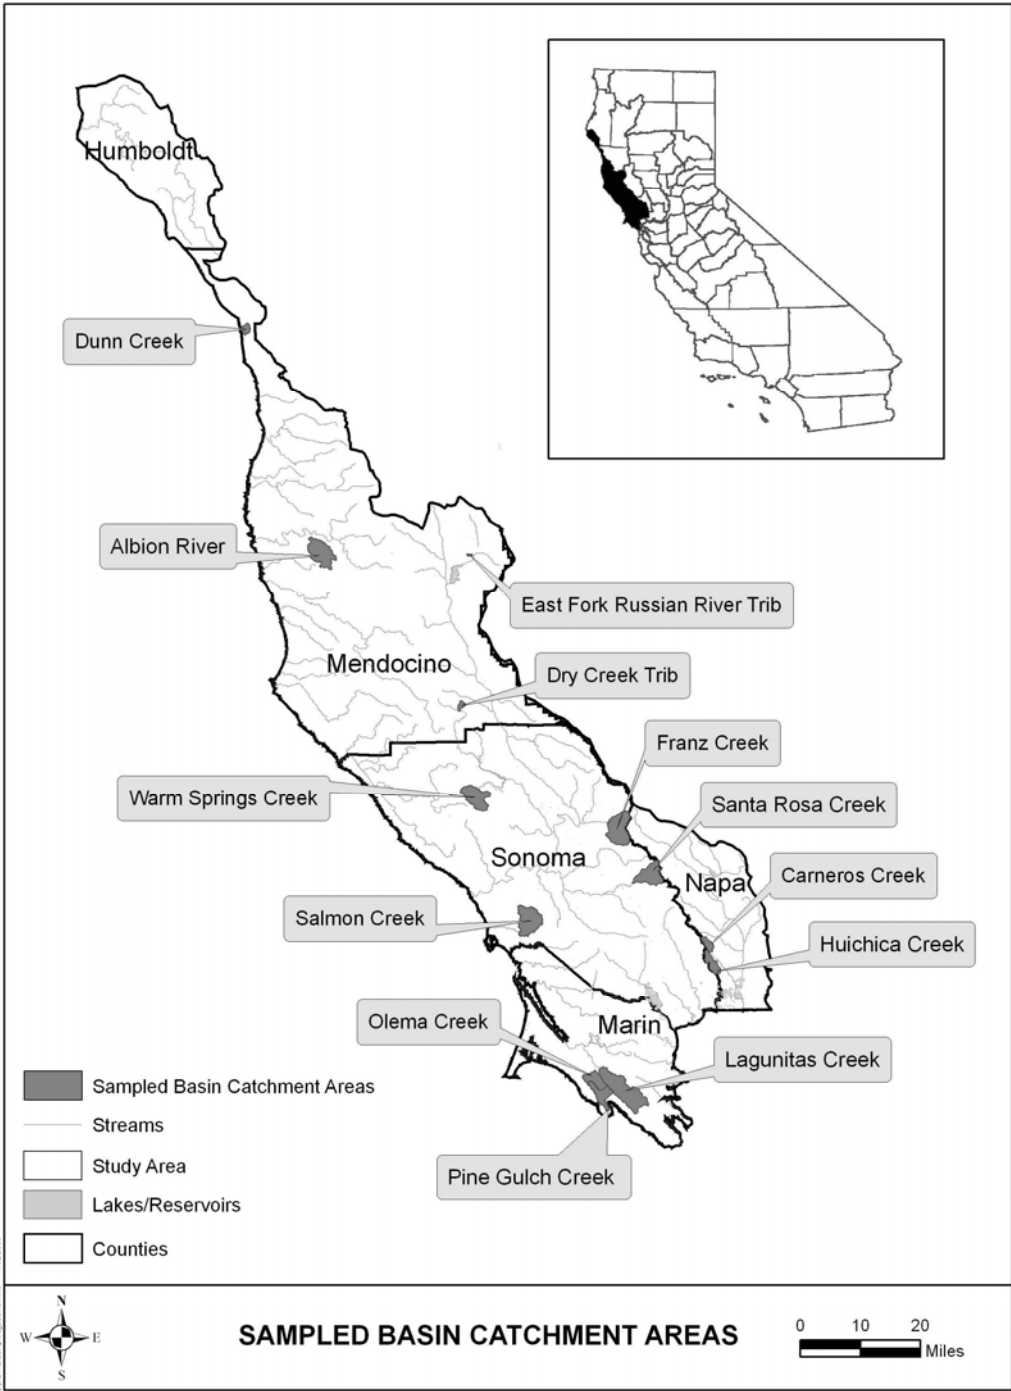 Humboldt
Dunn Creek
Albion River
East Fork Russian River Trib
Mendocino
Dry Creek Trib
Franz Creek
Warm Springs Creek
Santa Rosa Creek
Sonoma
Napa
Carneros Creek
Salmon Creek
Huichica Creek
Olema Creek
Marin
Lagunitas Creek
Pine Gulch Creek
Sampled Basin Catchment Areas
Streams
Study Area
Lakes/Reservoirs
Counties
N
W E
S
SAMPLED BASIN CATCHMENT AREAS
0 10 20
Miles